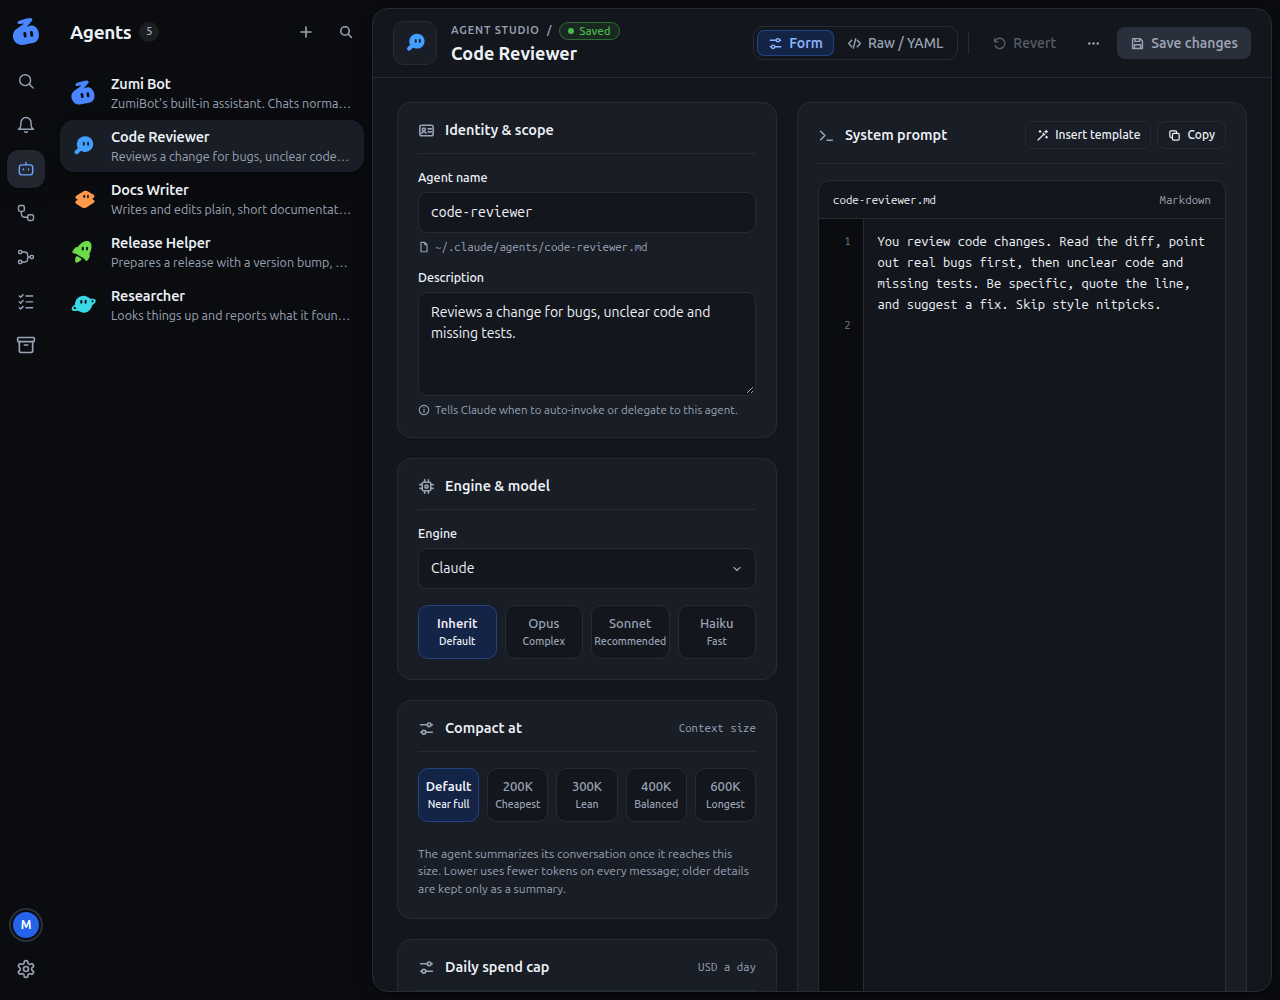 Agents 5
Zumi Bot
ZumiBot's built-in assistant. Chats norma...
Code Reviewer
Reviews a change for bugs, unclear code...
Docs Writer
Writes and edits plain, short documentat...
Release Helper
Prepares a release with a version bump, ...
Researcher
Looks things up and reports what it foun...
M
AGENT STUDIO / Saved
Code Reviewer
Form
Raw / YAML
Revert
Save changes
Identity & scope
Agent name
code-reviewer
~/.claude/agents/code-reviewer.md
Description
Reviews a change for bugs, unclear code and
missing tests.
Tells Claude when to auto-invoke or delegate to this agent.
Engine & model
Engine
Claude
Inherit Opus Sonnet Haiku
Default Complex Recommended Fast
Compact at Context size
Default 200K 300K 400K 600K
Near full Cheapest Lean Balanced Longest
The agent summarizes its conversation once it reaches this
size. Lower uses fewer tokens on every message; older details
are kept only as a summary.
Daily spend cap USD a day
System prompt Insert template Copy
code-reviewer.md Markdown
1 You review code changes. Read the diff, point
out real bugs first, then unclear code and
missing tests. Be specific, quote the line,
and suggest a fix. Skip style nitpicks.
2